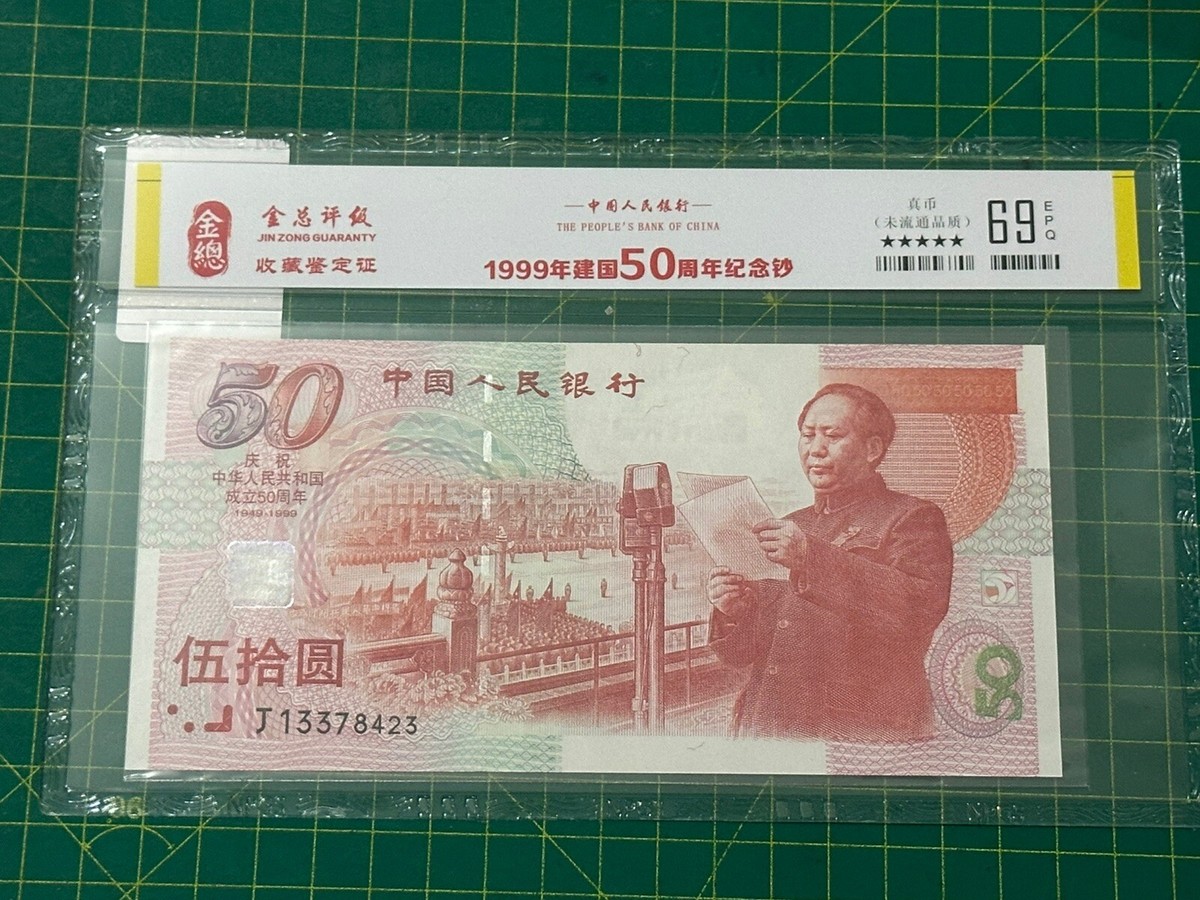 金總
金总评级
JIN ZONG GUARANTY
收藏鉴定证
中国人民银行
THE PEOPLE'S BANK OF CHINA
1999年建国50周年纪念钞
真币
(未流通品质)
★★★★★
69
EPQ
50
中国人民银行
庆祝
中华人民共和国
成立50周年
1949-1999
伍拾圆
J13378423
50